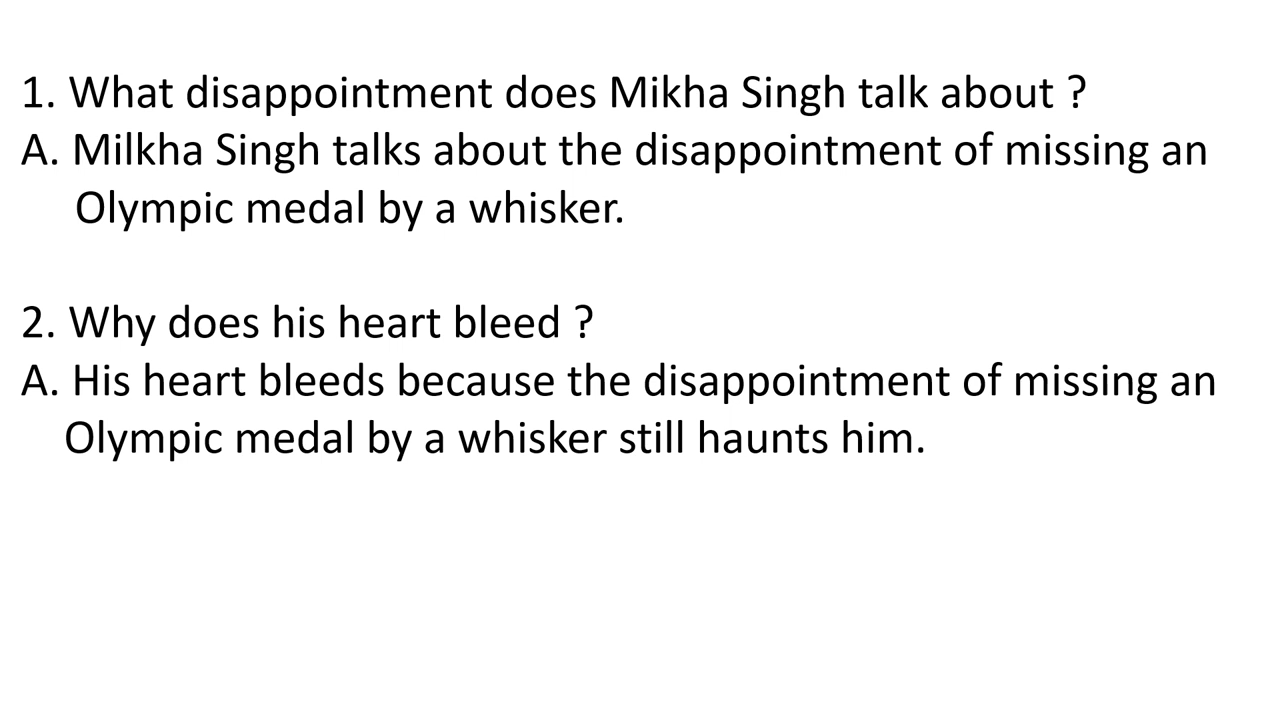 1. What disappointment does Mikha Singh talk about ?
A. Milkha Singh talks about the disappointment of missing an
Olympic medal by a whisker.
2. Why does his heart bleed ?
A. His heart bleeds because the disappointment of missing an
Olympic medal by a whisker still haunts him.